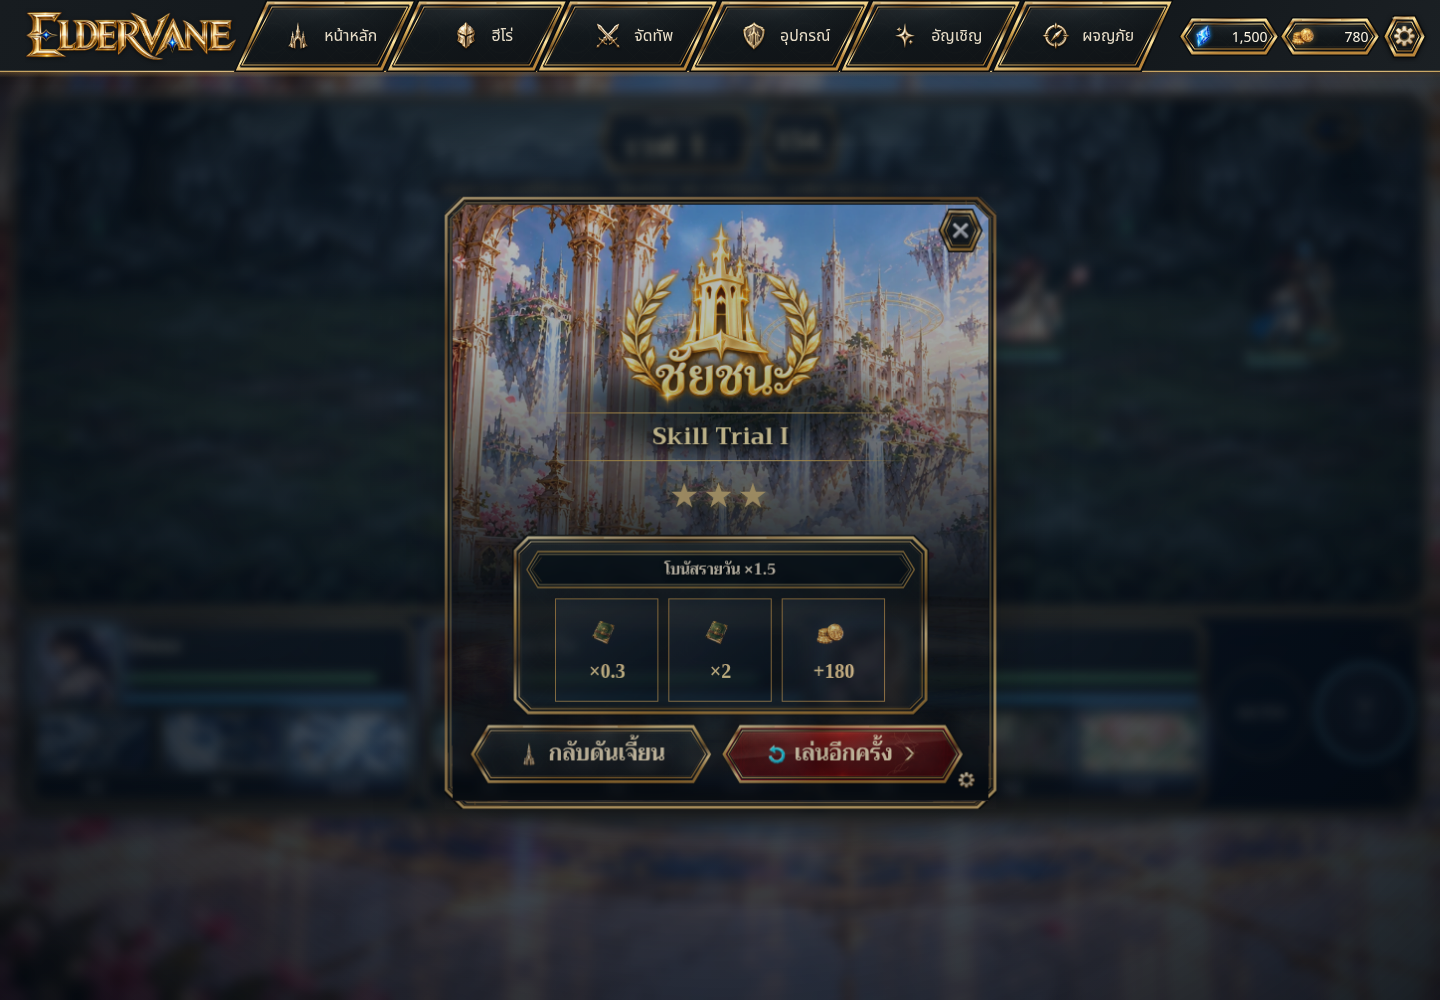 ELDERVANE
หน้าหลัก
ฮีโร่
จัดทัพ
อุปกรณ์
อัญเชิญ
ผจญภัย
1,500
780
ชัยชนะ
Skill Trial I
โบนัสรายวัน ×1.5
×0.3
×2
+180
กลับดันเจี้ยน
เล่นอีกครั้ง